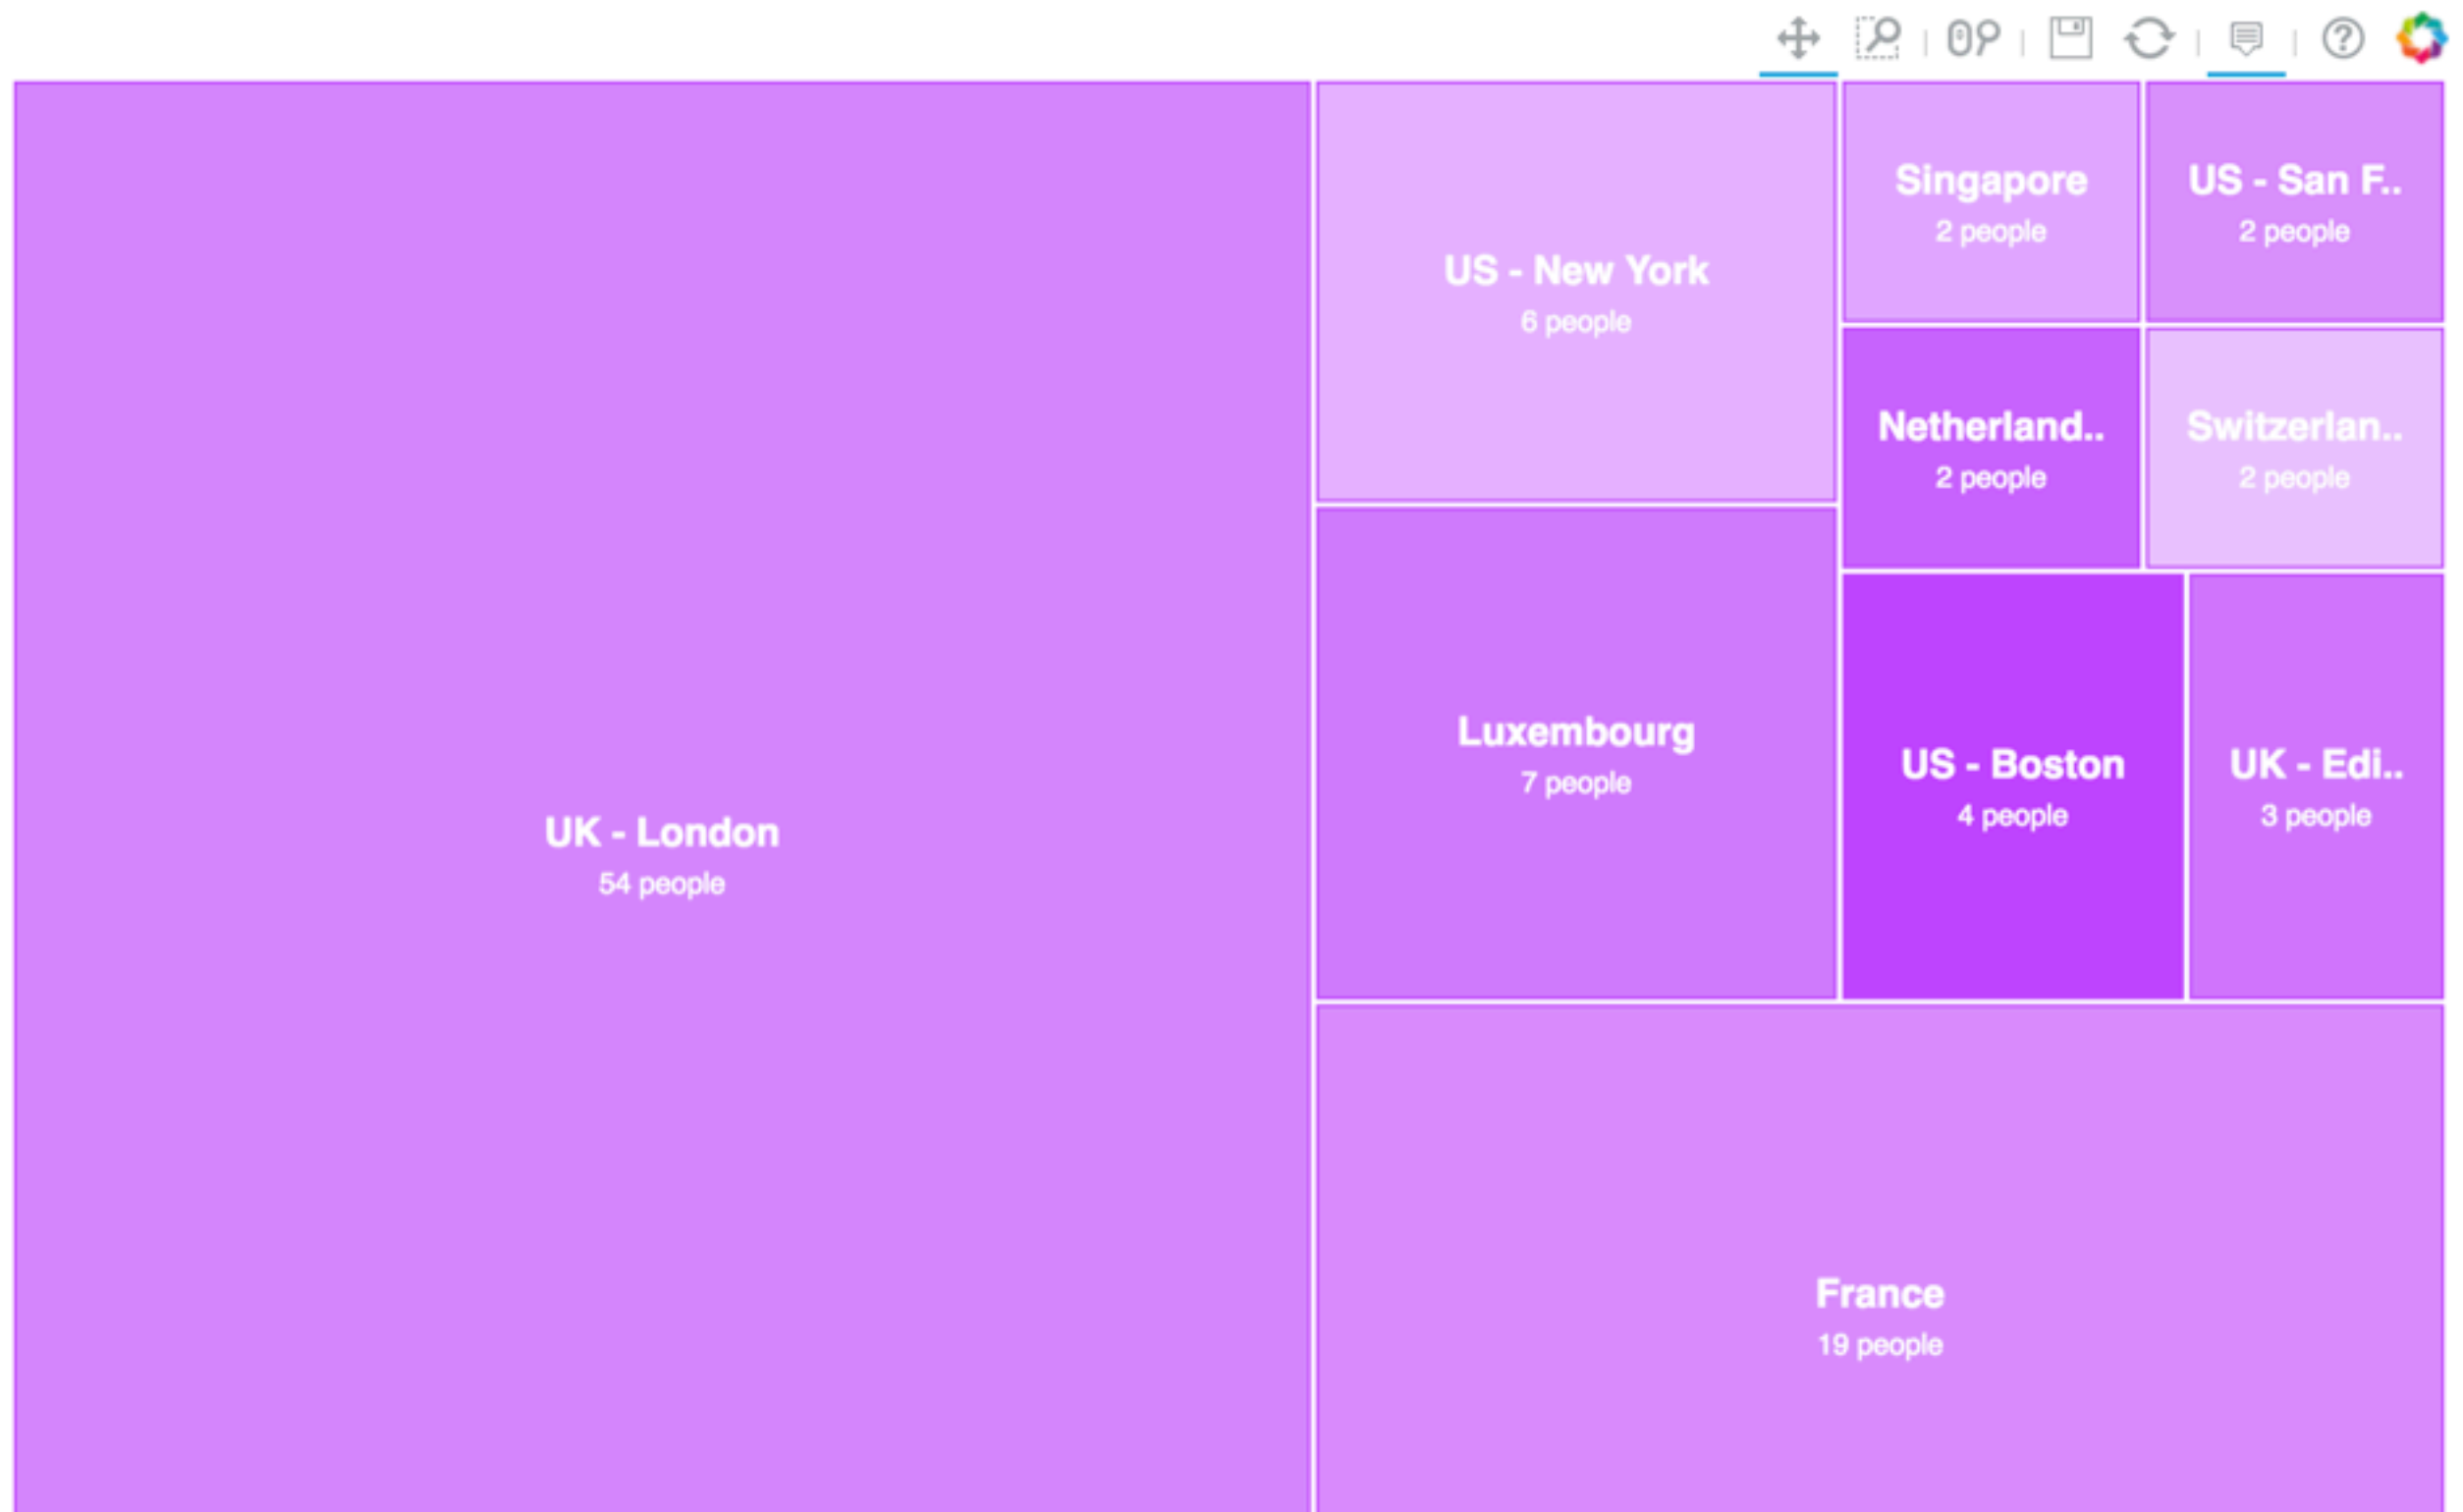 UK - London
54 people
US - New York
6 people
Luxembourg
7 people
Singapore
2 people
US - San F..
2 people
Netherland..
2 people
Switzerlan..
2 people
US - Boston
4 people
UK - Edi..
3 people
France
19 people